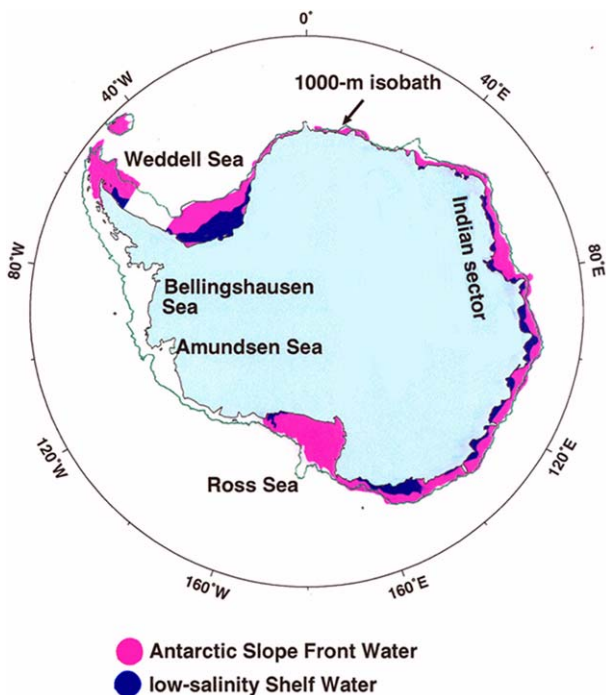 0°
40°W
40°E
1000-m isobath
Weddell Sea
80°W
80°E
Indian sector
Bellingshausen
Sea
Amundsen Sea
120°W
120°E
Ross Sea
160°W
160°E
Antarctic Slope Front Water
low-salinity Shelf Water